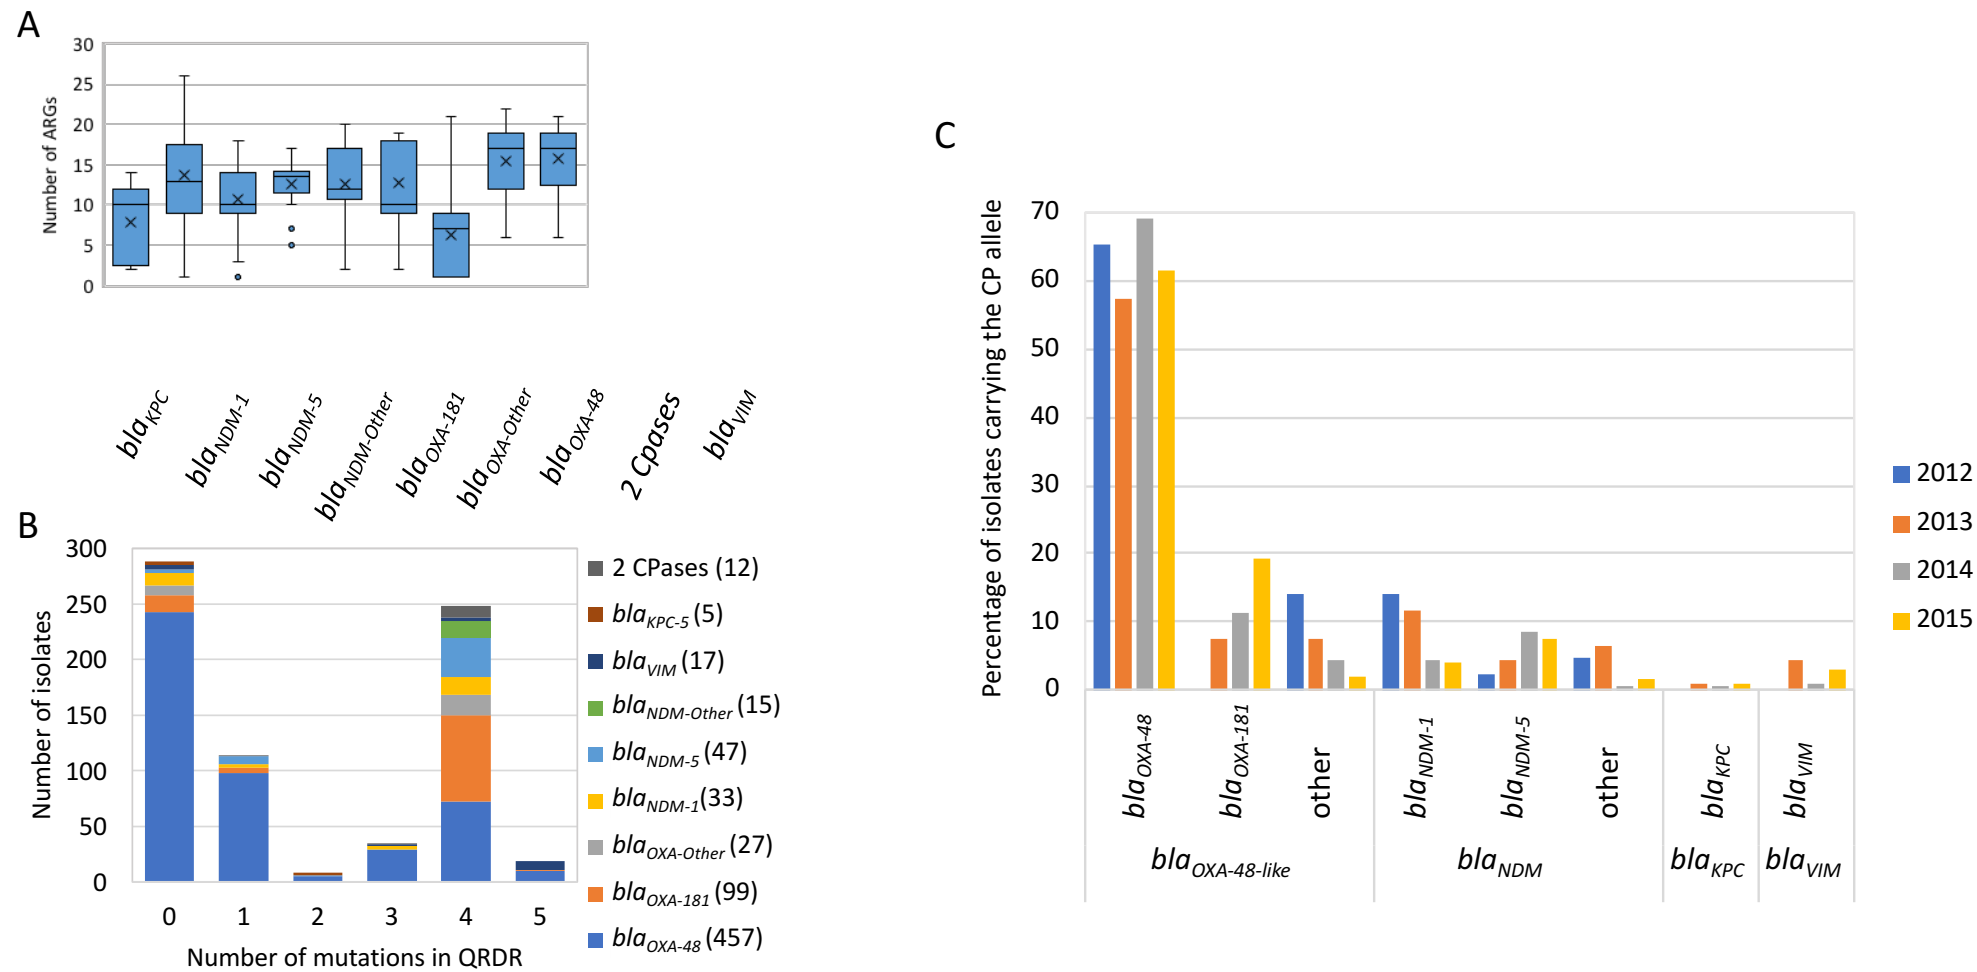 A
30
25
20
15
10
5
0
Number of ARGs
blaKPC
blaNDM-1
blaNDM-5
blaNDM-Other
blaOXA-181
blaOXA-Other
blaOXA-48
2 Cpases
blaVIM
B
300
250
200
150
100
50
0
Number of isolates
0 1 2 3 4 5
Number of mutations in QRDR
2 CPases (12)
blaKPC-5 (5)
blaVIM (17)
blaNDM-Other (15)
blaNDM-5 (47)
blaNDM-1 (33)
blaOXA-Other (27)
blaOXA-181 (99)
blaOXA-48 (457)
C
70
60
50
40
30
20
10
0
Percentage of isolates carrying the CP allele
blaOXA-48
blaOXA-181
other
blaNDM-1
blaNDM-5
other
blaKPC
blaVIM
blaOXA-48-like
blaNDM
blaKPC
blaVIM
2012
2013
2014
2015